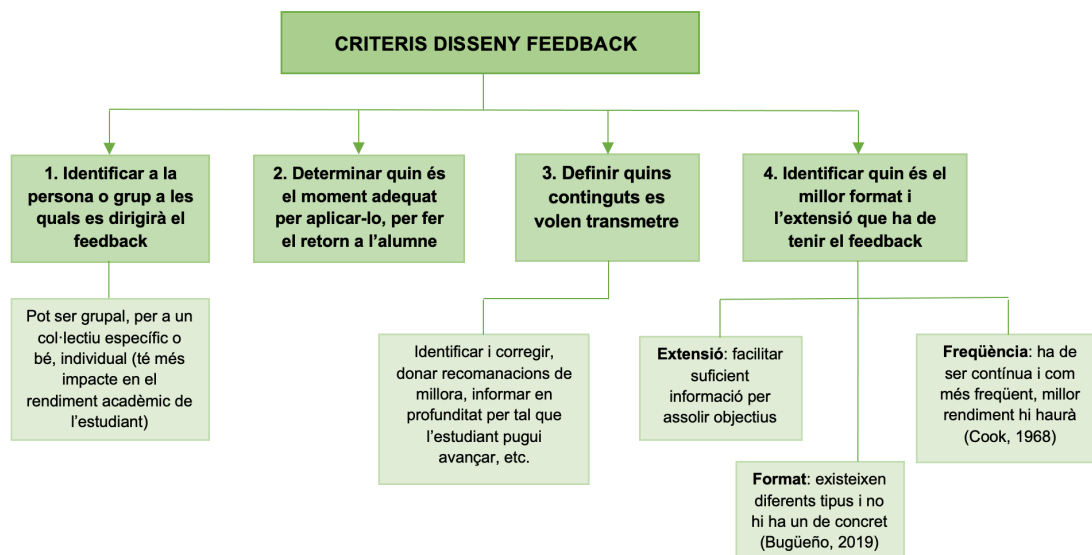 CRITERIS DISSENY FEEDBACK
1. Identificar a la
persona o grup a les
quals es dirigirà el
feedback
2. Determinar quin és
el moment adequat
per aplicar-lo, per fer
el retorn a l’alumne
3. Definir quins
continguts es
volen transmetre
4. Identificar quin és el
millor format i
l’extensió que ha de
tenir el feedback
Pot ser grupal, per a un
col·lectiu específic o
bé, individual (té més
impacte en el
rendiment acadèmic de
l’estudiant)
Identificar i corregir,
donar recomanacions de
millora, informar en
profunditat per tal que
l’estudiant pugui
avançar, etc.
Extensió: facilitar
suficient
informació per
assolir objectius
Freqüència: ha de
ser contínua i com
més freqüent, millor
rendiment hi haurà
(Cook, 1968)
Format: existeixen
diferents tipus i no
hi ha un de concret
(Bugüeño, 2019)